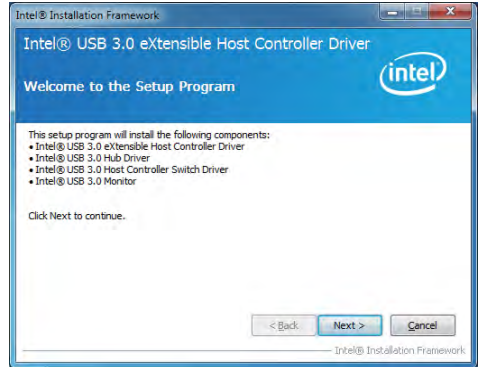 Intel® Installation Framework
Intel® USB 3.0 eXtensible Host Controller Driver
intel
Welcome to the Setup Program
This setup program will install the following components:
• Intel® USB 3.0 eXtensible Host Controller Driver
• Intel® USB 3.0 Hub Driver
• Intel® USB 3.0 Host Controller Switch Driver
• Intel® USB 3.0 Monitor
Click Next to continue.
< Back Next > Cancel
Intel® Installation Framework